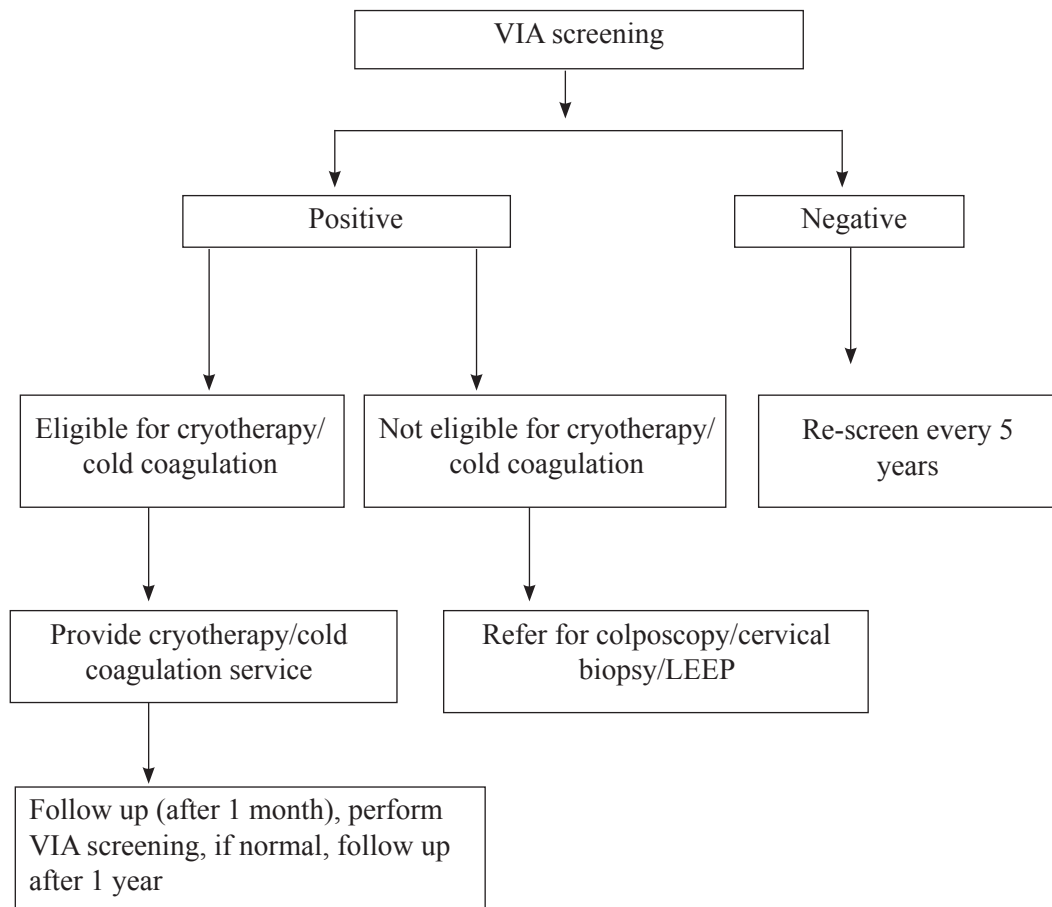 VIA screening
Positive
Negative
Eligible for cryotherapy/
cold coagulation
Not eligible for cryotherapy/
cold coagulation
Re-screen every 5
years
Provide cryotherapy/cold
coagulation service
Refer for colposcopy/cervical
biopsy/LEEP
Follow up (after 1 month), perform
VIA screening, if normal, follow up
after 1 year